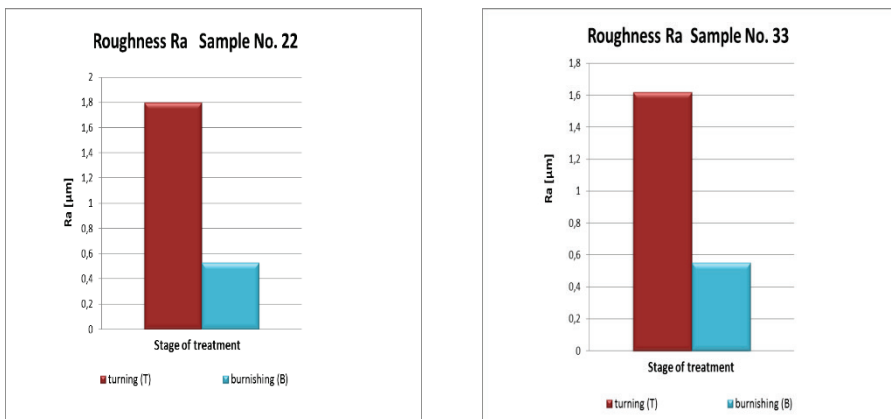 Roughness Ra Sample No. 22
2
1,8
1,6
1,4
1,2
1
0,8
0,6
0,4
0,2
0
Ra [µm]
Stage of treatment
turning (T) burnishing (B)
Roughness Ra Sample No. 33
1,8
1,6
1,4
1,2
1
0,8
0,6
0,4
0,2
0
Ra [µm]
Stage of treatment
turning (T) burnishing (B)